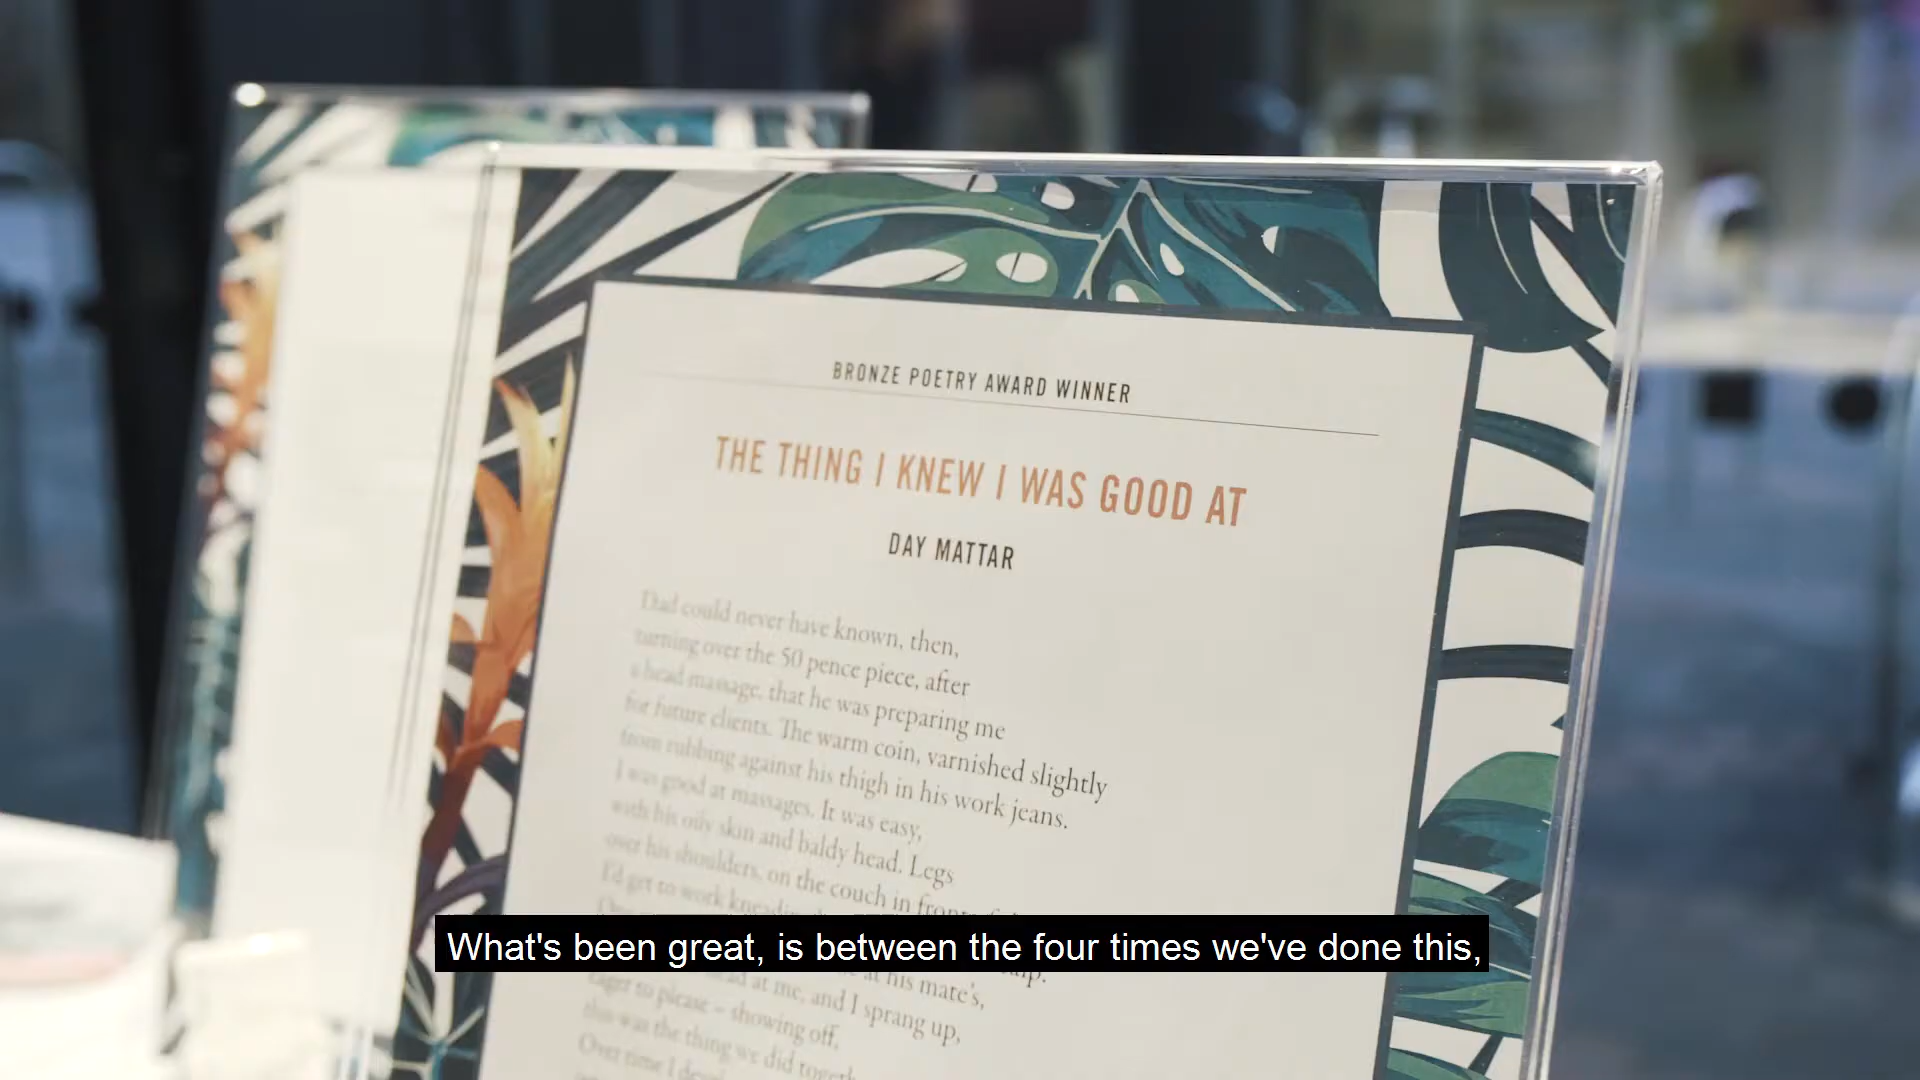 BRONZE POETRY AWARD WINNER
THE THING I KNEW I WAS GOOD AT
DAY MATTAR
Dad could never have known, then,
turning over the 50 pence piece, after
a head massage, that he was preparing me
for future clients. The warm coin, varnished slightly
from rubbing against his thigh in his work jeans.
I was good at massages. It was easy,
with his oily skin and baldy head. Legs
over his shoulders, on the couch in front
I'd get to work kneading
What's been great, is between the four times we've done this,
at me, and I sprang up,
at his mate's,
eager to please – showing off,
this was the thing we did
Over time I